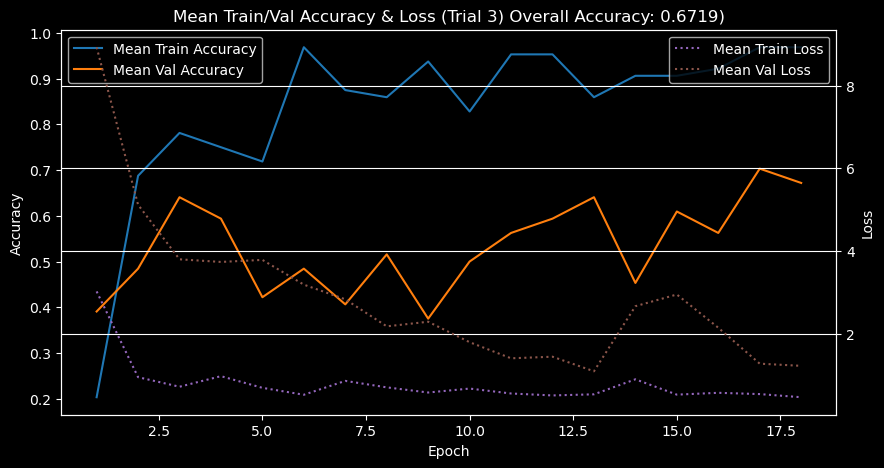 Mean Train/Val Accuracy & Loss (Trial 3) Overall Accuracy: 0.6719)
Mean Train Accuracy
Mean Val Accuracy
Mean Train Loss
Mean Val Loss
1.0
0.9
0.8
0.7
0.6
0.5
0.4
0.3
0.2
Accuracy
8
6
4
2
Loss
2.5 5.0 7.5 10.0 12.5 15.0 17.5
Epoch